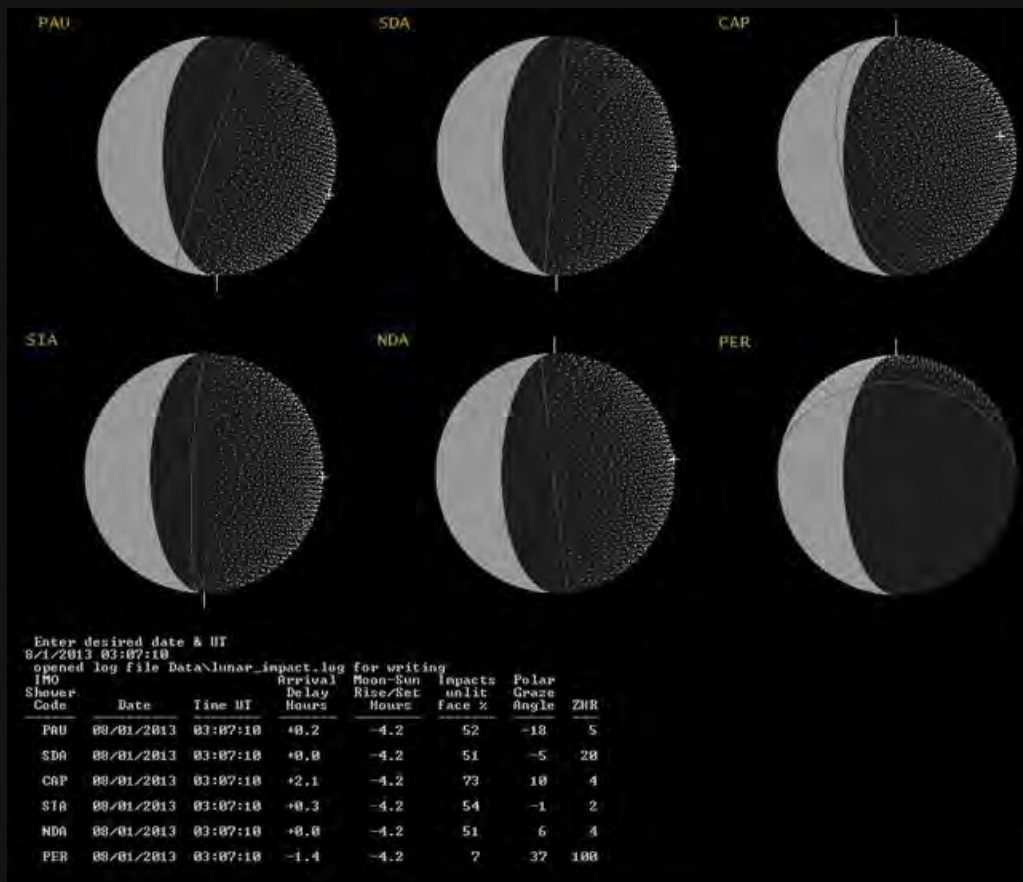 PAU SDA CAP
SIA NDA PER
Enter desired date & UT
8/1/2013 03:07:10
opened log file Data\lunar_impact.log for writing
IMO Arrival Moon-Sun Impacts Polar
Shower Delay Rise/Set unlit Graze
Code Date Time UT Hours Hours face % Angle ZHR
PAU 08/01/2013 03:07:10 +0.2 -4.2 52 -18 5
SDA 08/01/2013 03:07:10 +0.0 -4.2 51 -5 20
CAP 08/01/2013 03:07:10 +2.1 -4.2 73 10 4
STA 08/01/2013 03:07:10 +0.3 -4.2 54 -1 2
NDA 08/01/2013 03:07:10 +0.0 -4.2 51 6 4
PER 08/01/2013 03:07:10 -1.4 -4.2 7 37 100